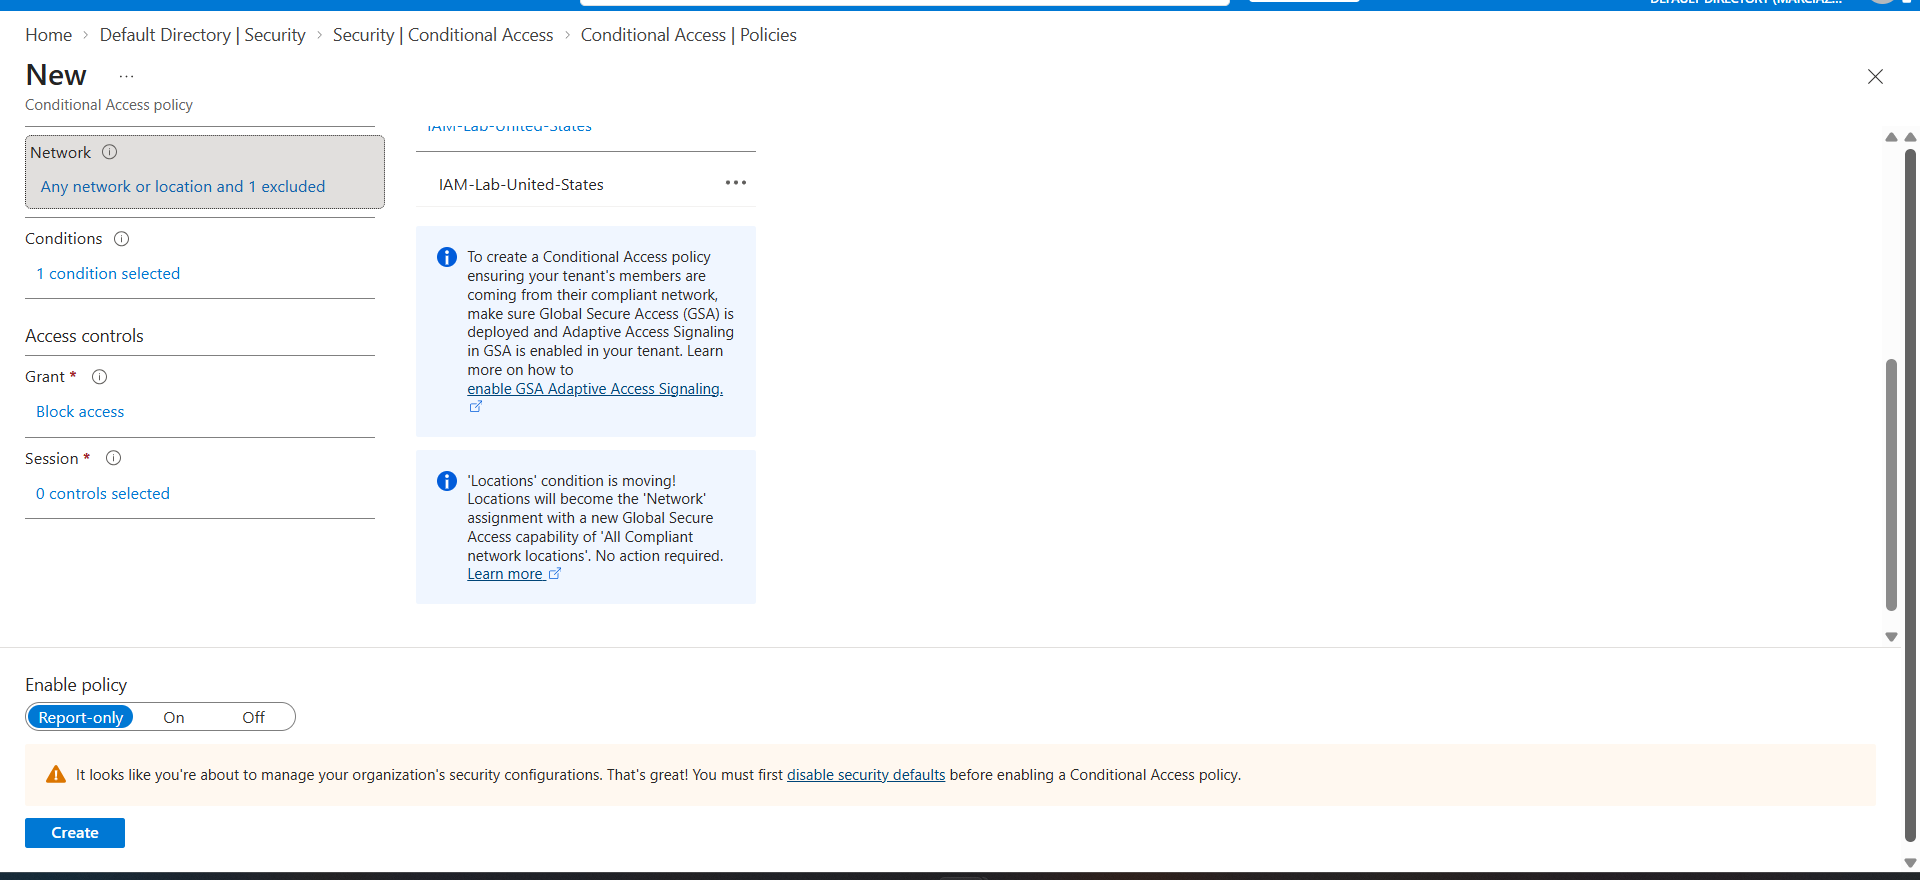 Home > Default Directory | Security > Security | Conditional Access > Conditional Access | Policies
New ...
Conditional Access policy
Network
Any network or location and 1 excluded
Conditions
1 condition selected
Access controls
Grant *
Block access
Session *
0 controls selected
IAM-Lab-United-States
IAM-Lab-United-States
To create a Conditional Access policy
ensuring your tenant's members are
coming from their compliant network,
make sure Global Secure Access (GSA) is
deployed and Adaptive Access Signaling
in GSA is enabled in your tenant. Learn
more on how to
enable GSA Adaptive Access Signaling.
'Locations' condition is moving!
Locations will become the 'Network'
assignment with a new Global Secure
Access capability of 'All Compliant
network locations'. No action required.
Learn more
Enable policy
Report-only On Off
It looks like you're about to manage your organization's security configurations. That's great! You must first disable security defaults before enabling a Conditional Access policy.
Create